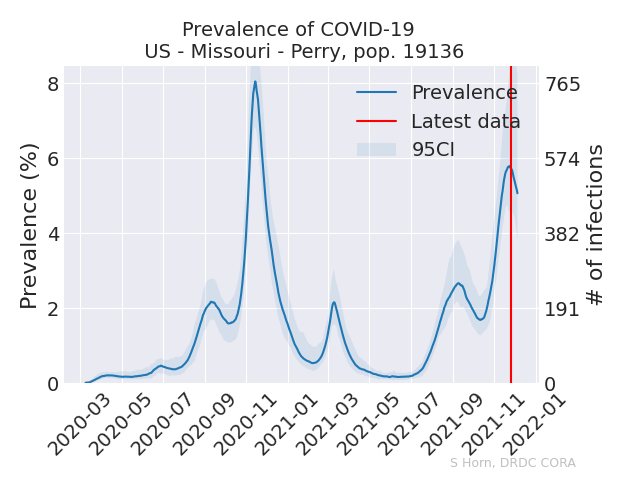 Prevalence of COVID-19
US - Missouri - Perry, pop. 19136
Prevalence (%)
8
6
4
2
0
Prevalence
Latest data
95CI
765
574
382
191
0
# of infections
2020-03
2020-05
2020-07
2020-09
2020-11
2021-01
2021-03
2021-05
2021-07
2021-09
2021-11
2022-01
S Horn, DRDC CORA